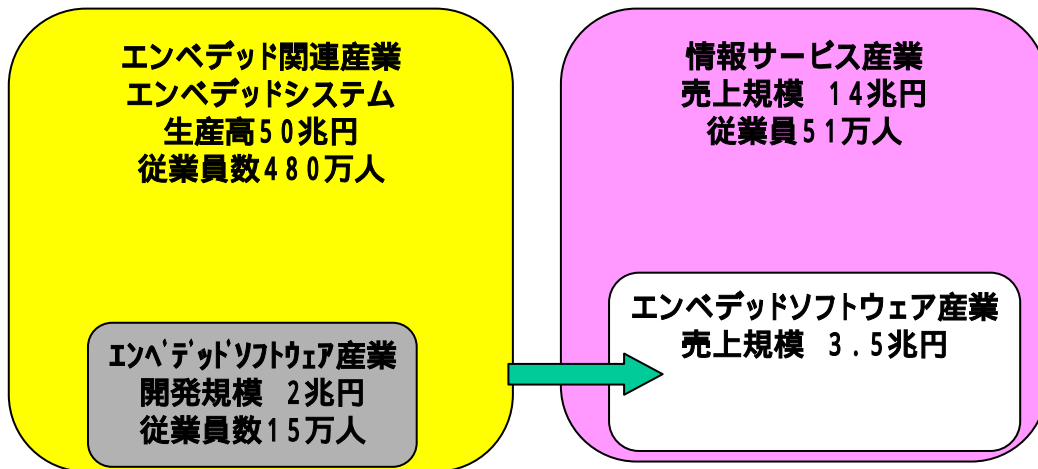 エンベデッド関連産業
エンベデッドシステム
生産高50兆円
従業員数480万人
エンベデッドソフトウェア産業
開発規模 2兆円
従業員数15万人
情報サービス産業
売上規模 14兆円
従業員51万人
エンベデッドソフトウェア産業
売上規模 3.5兆円